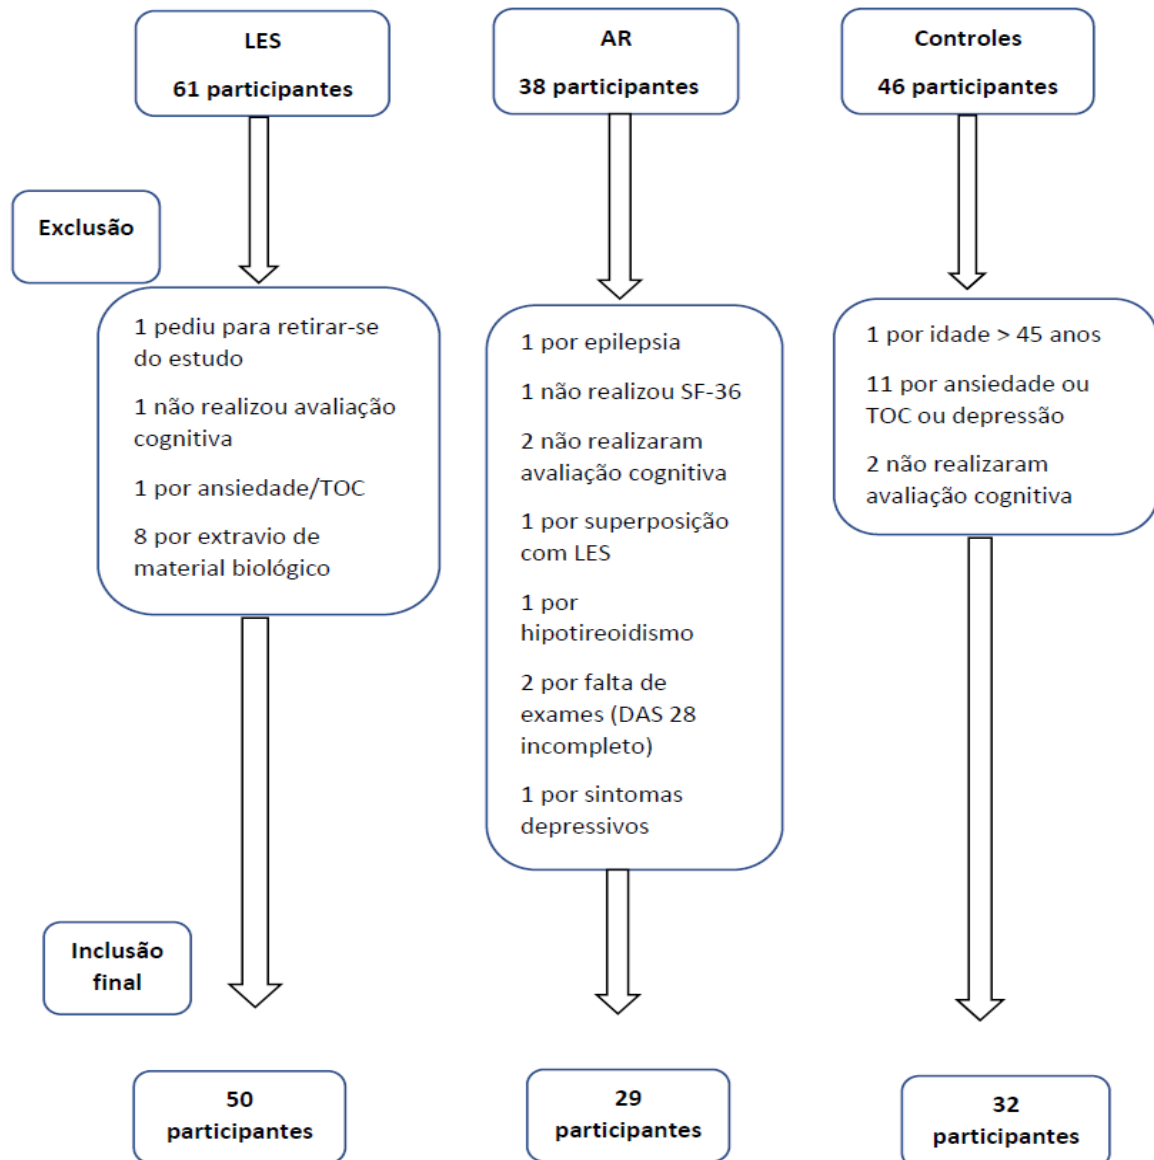 LES
61 participantes
AR
38 participantes
Controles
46 participantes
Exclusão
1 pediu para retirar-se
do estudo
1 não realizou avaliação
cognitiva
1 por ansiedade/TOC
8 por extravio de
material biológico
1 por epilepsia
1 não realizou SF-36
2 não realizaram
avaliação cognitiva
1 por superposição
com LES
1 por
hipotireoidismo
2 por falta de
exames (DAS 28
incompleto)
1 por sintomas
depressivos
1 por idade > 45 anos
11 por ansiedade ou
TOC ou depressão
2 não realizaram
avaliação cognitiva
Inclusão
final
50
participantes
29
participantes
32
participantes